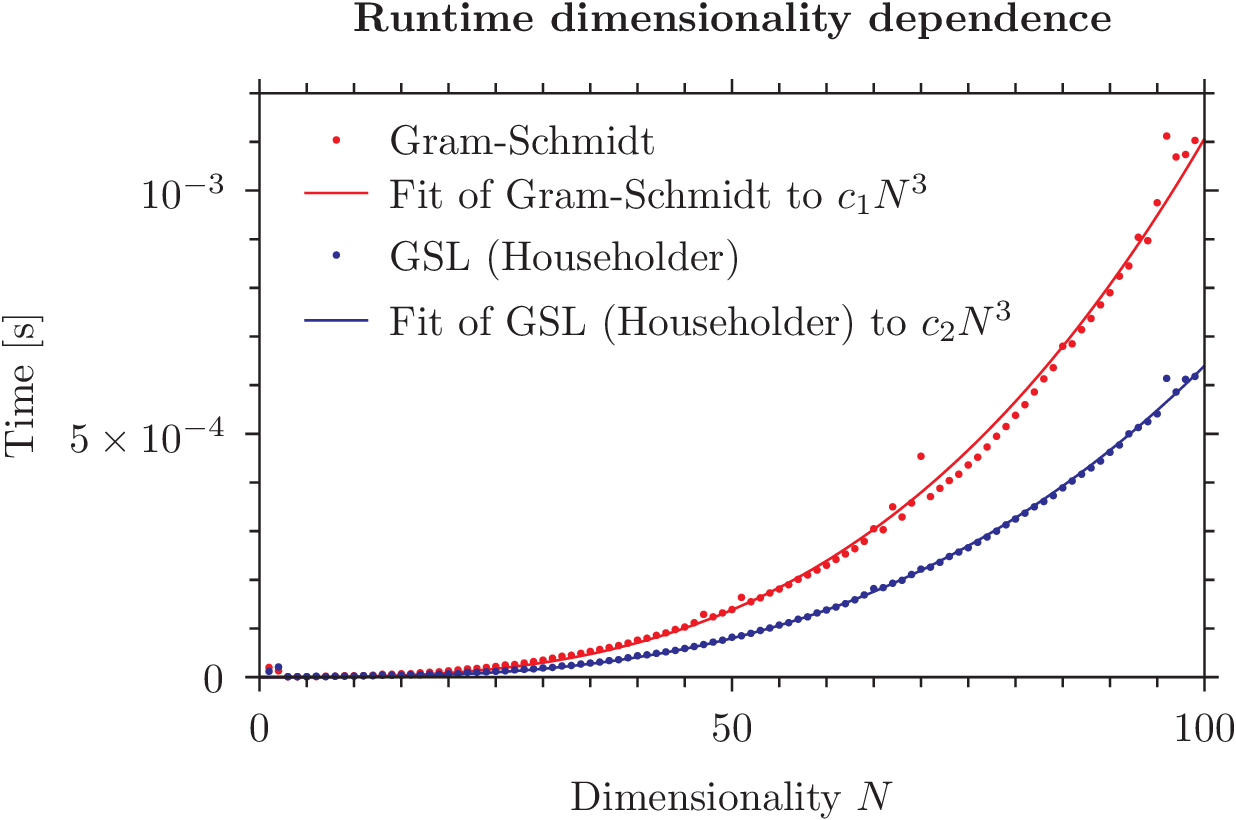 Runtime dimensionality dependence
Gram-Schmidt
Fit of Gram-Schmidt to c₁N³
GSL (Householder)
Fit of GSL (Householder) to c₂N³
Time [s]
10⁻³
5 × 10⁻⁴
0
0 50 100
Dimensionality N